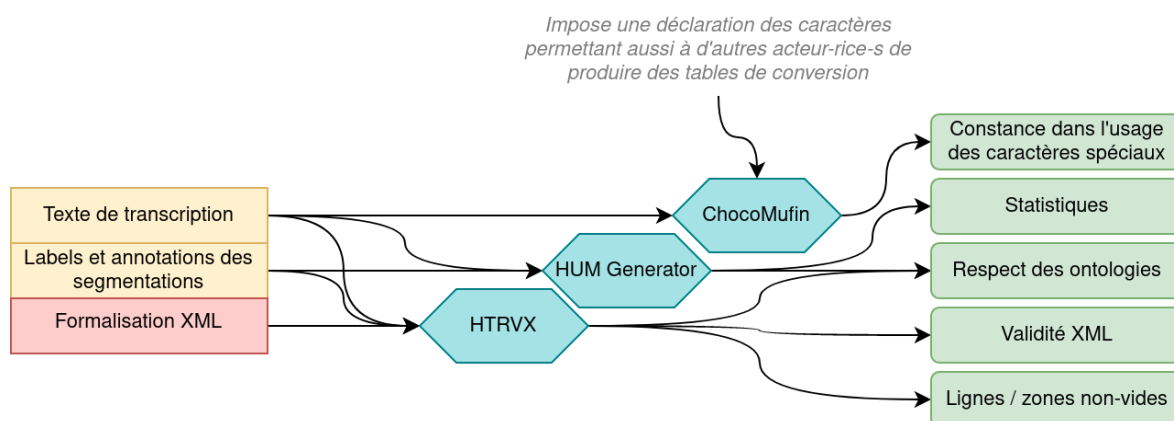 Impose une déclaration des caractères
permettant aussi à d'autres acteur-rice-s de
produire des tables de conversion
Constance dans l'usage
des caractères spéciaux
Texte de transcription
ChocoMufin
Statistiques
Labels et annotations des
segmentations
HUM Generator
Respect des ontologies
Formalisation XML
HTRVX
Validité XML
Lignes / zones non-vides